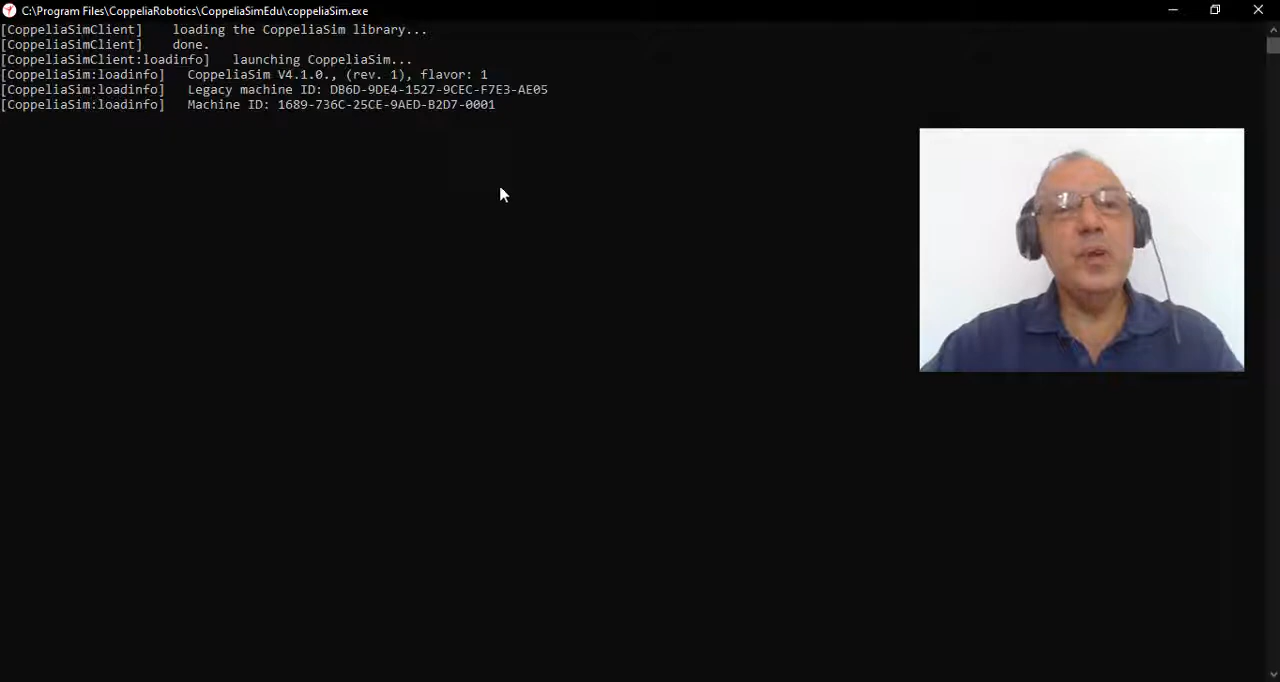 C:\Program Files\CoppeliaRobotics\CoppeliaSimEdu\coppeliaSim.exe
[CoppeliaSimClient]    loading the CoppeliaSim library...
[CoppeliaSimClient]    done.
[CoppeliaSimClient:loadinfo]   launching CoppeliaSim...
[CoppeliaSim:loadinfo]   CoppeliaSim V4.1.0., (rev. 1), flavor: 1
[CoppeliaSim:loadinfo]   Legacy machine ID: DB6D-9DE4-1527-9CEC-F7E3-AE05
[CoppeliaSim:loadinfo]   Machine ID: 1689-736C-25CE-9AED-B2D7-0001